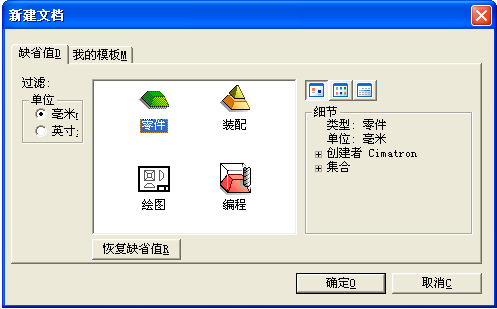 新建文档
缺省值D 我的模板M
过滤:
单位
毫米
英寸
零件 装配
绘图 编程
恢复缺省值R
细节
类型: 零件
单位: 毫米
创建者 Cimatron
集合
确定O 取消C